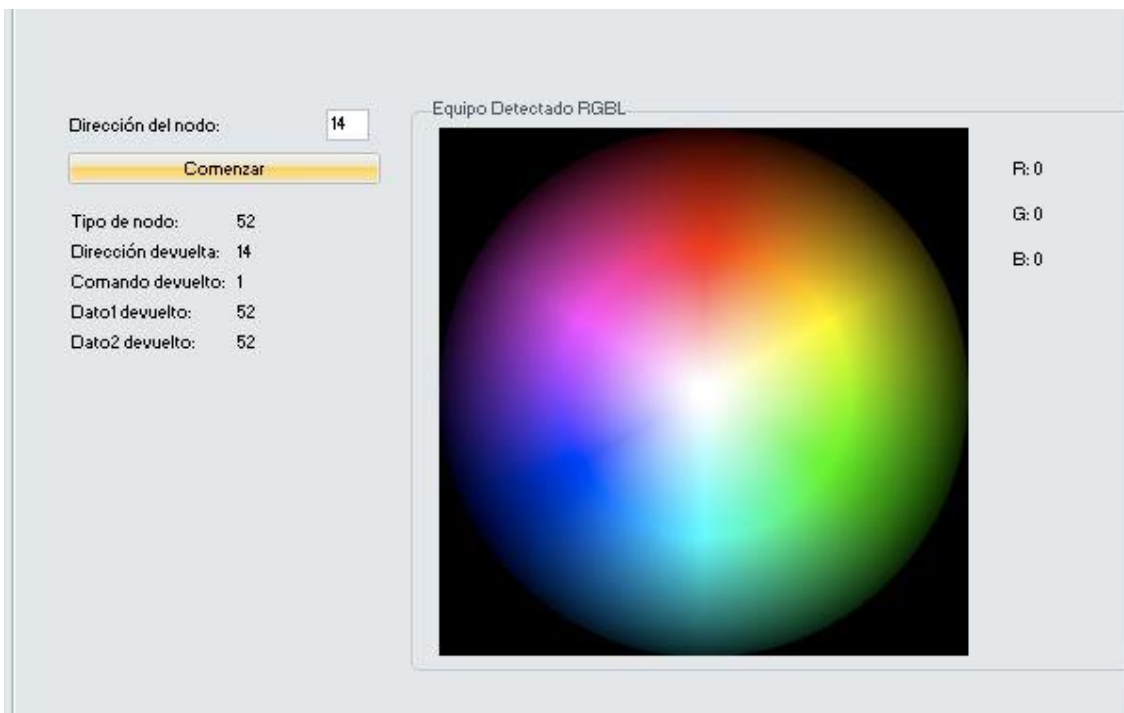 Dirección del nodo: 14
Comenzar
Tipo de nodo: 52
Dirección devuelta: 14
Comando devuelto: 1
Dato1 devuelto: 52
Dato2 devuelto: 52
Equipo Detectado RGBL
R: 0
G: 0
B: 0